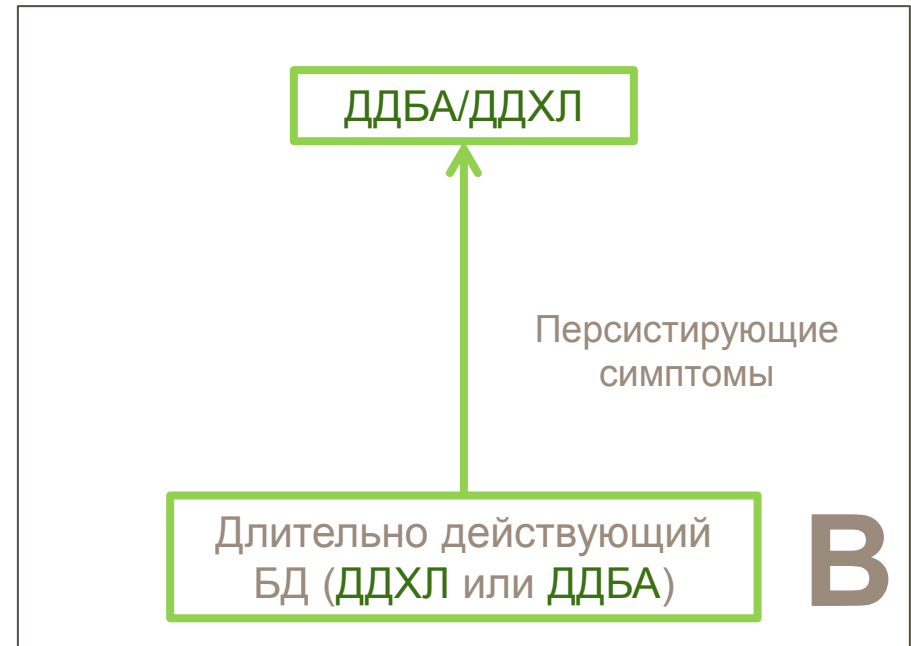 ДДБА/ДДХЛ
Персистирующие
симптомы
Длительно действующий
БД (ДДХЛ или ДДБА)
B